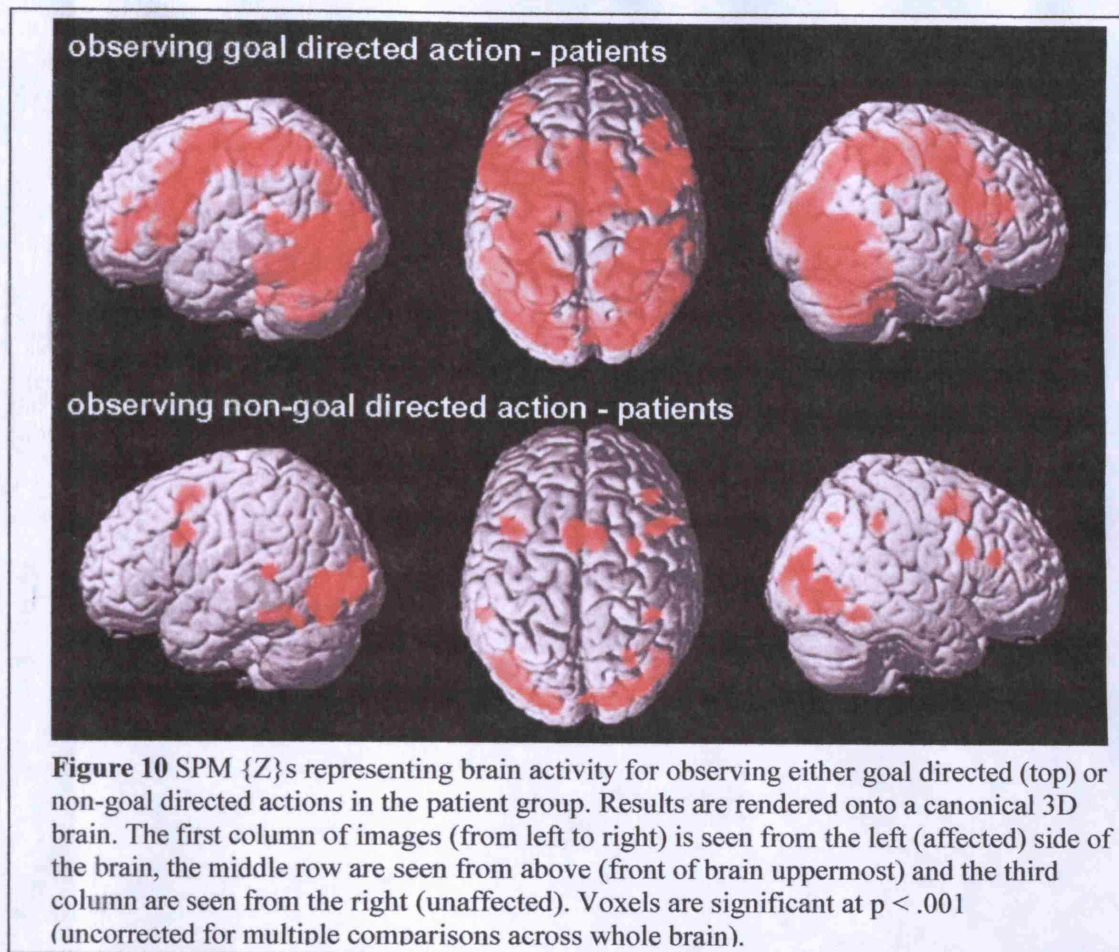 observing goal directed action - patients
observing non-goal directed action - patients
Figure 10 SPM {Z}s representing brain activity for observing either goal directed (top) or
non-goal directed actions in the patient group. Results are rendered onto a canonical 3D
brain. The first column of images (from left to right) is seen from the left (affected) side of
the brain, the middle row are seen from above (front of brain uppermost) and the third
column are seen from the right (unaffected). Voxels are significant at p < .001
(uncorrected for multiple comparisons across whole brain).